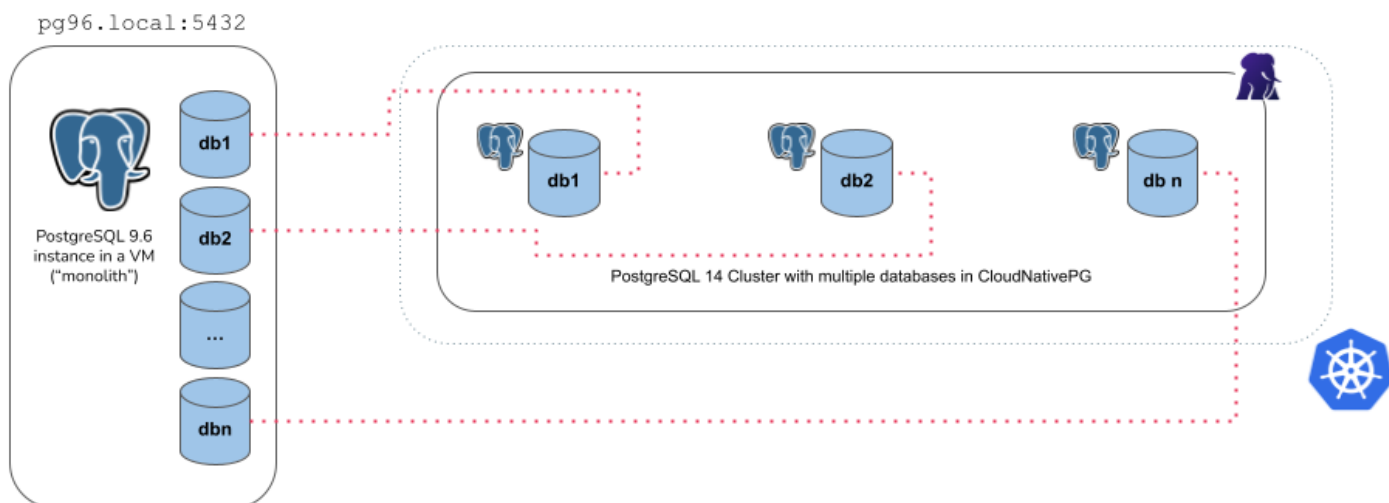 pg96.local:5432
db1
db2
...
dbn
PostgreSQL 9.6
instance in a VM
(“monolith”)
db1
db2
db n
PostgreSQL 14 Cluster with multiple databases in CloudNativePG